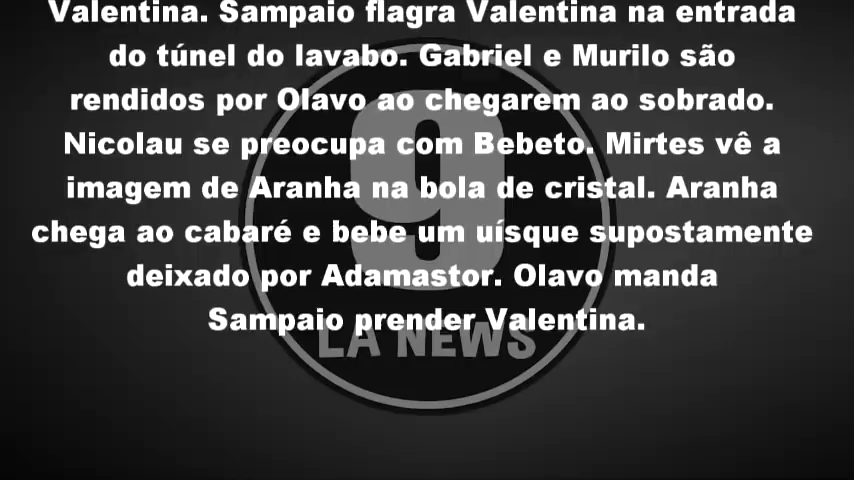 Valentina. Sampaio flagra Valentina na entrada
do túnel do lavabo. Gabriel e Murilo são
rendidos por Olavo ao chegarem ao sobrado.
Nicolau se preocupa com Bebeto. Mirtes vê a
imagem de Aranha na bola de cristal. Aranha
chega ao cabaré e bebe um uísque supostamente
deixado por Adamastor. Olavo manda
Sampaio prender Valentina.
9
LA NEWS